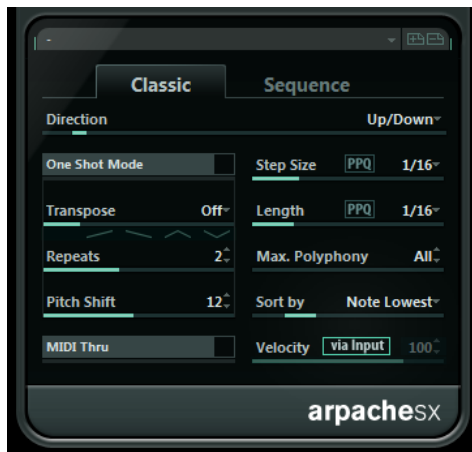 -
Classic Sequence
Direction Up/Down
One Shot Mode Step Size PPQ 1/16
Transpose Off Length PPQ 1/16
Repeats 2 Max. Polyphony All
Pitch Shift 12 Sort by Note Lowest
MIDI Thru Velocity via Input 100
arpacheSX